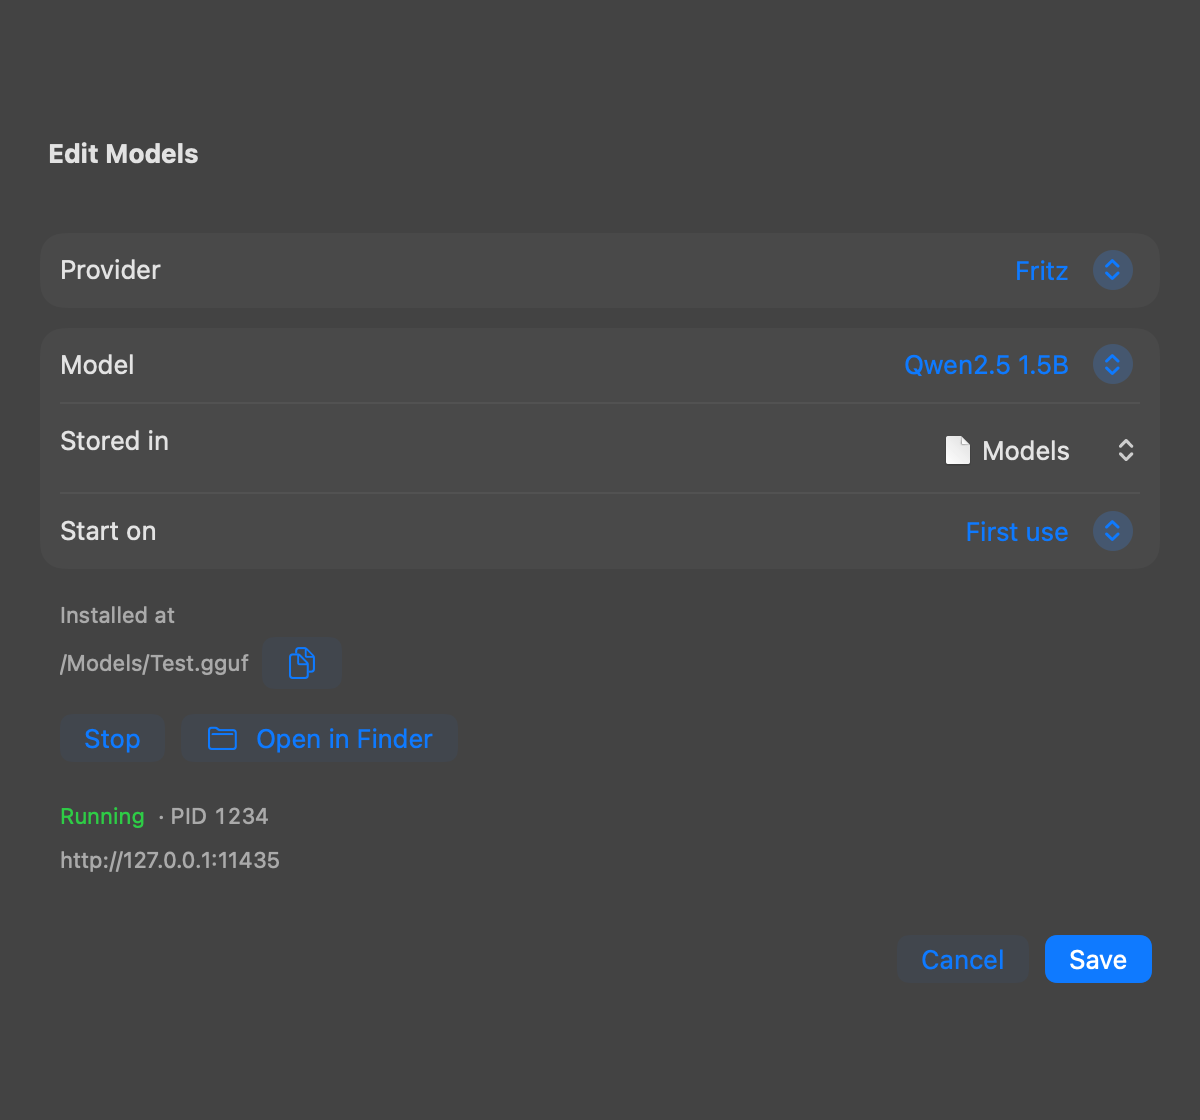 Edit Models
Provider Fritz
Model Qwen2.5 1.5B
Stored in Models
Start on First use
Installed at
/Models/Test.gguf
Stop Open in Finder
Running · PID 1234
http://127.0.0.1:11435
Cancel Save